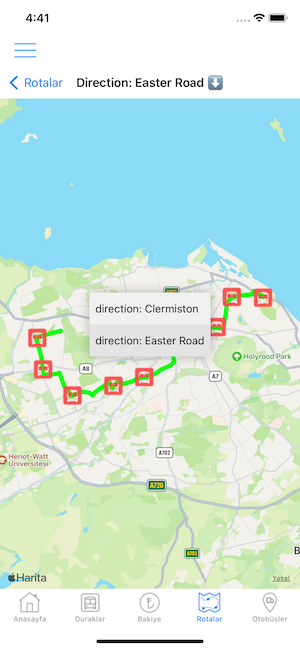 4:41
Rotalar
Direction: Easter Road
direction: Clermiston
direction: Easter Road
Holyrood Park
A8
A7
Heriot-Watt
Universitesi
A702
A720
A703
B
Harita
Yasal
Anasayfa
Duraklar
Bakiye
Rotalar
Otobüsler